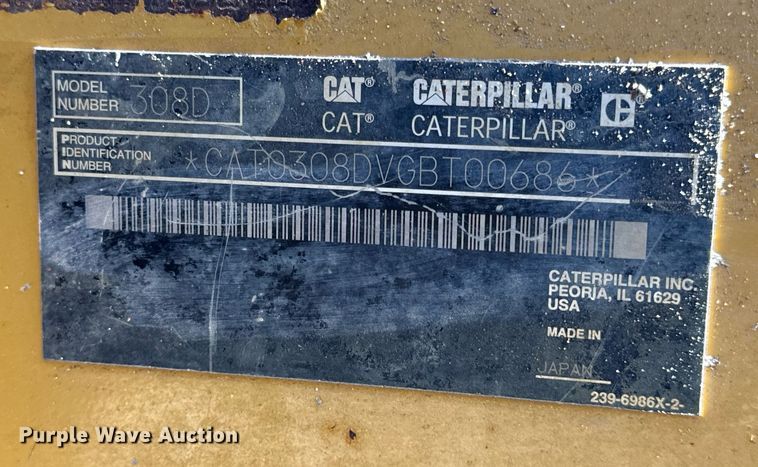 MODEL NUMBER 308D
CAT® CATERPILLAR®
CAT® CATERPILLAR®
PRODUCT IDENTIFICATION NUMBER *CAT0308DVGBT00686*
CATERPILLAR INC.
PEORIA, IL 61629
USA
MADE IN
JAPAN
239-6986X-2-
Purple Wave Auction